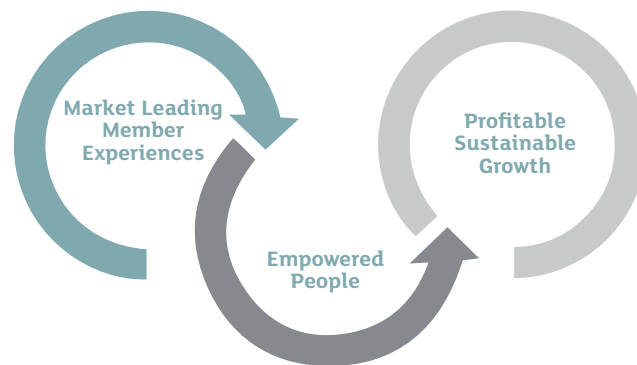 Market Leading
Member
Experiences
Empowered
People
Profitable
Sustainable
Growth